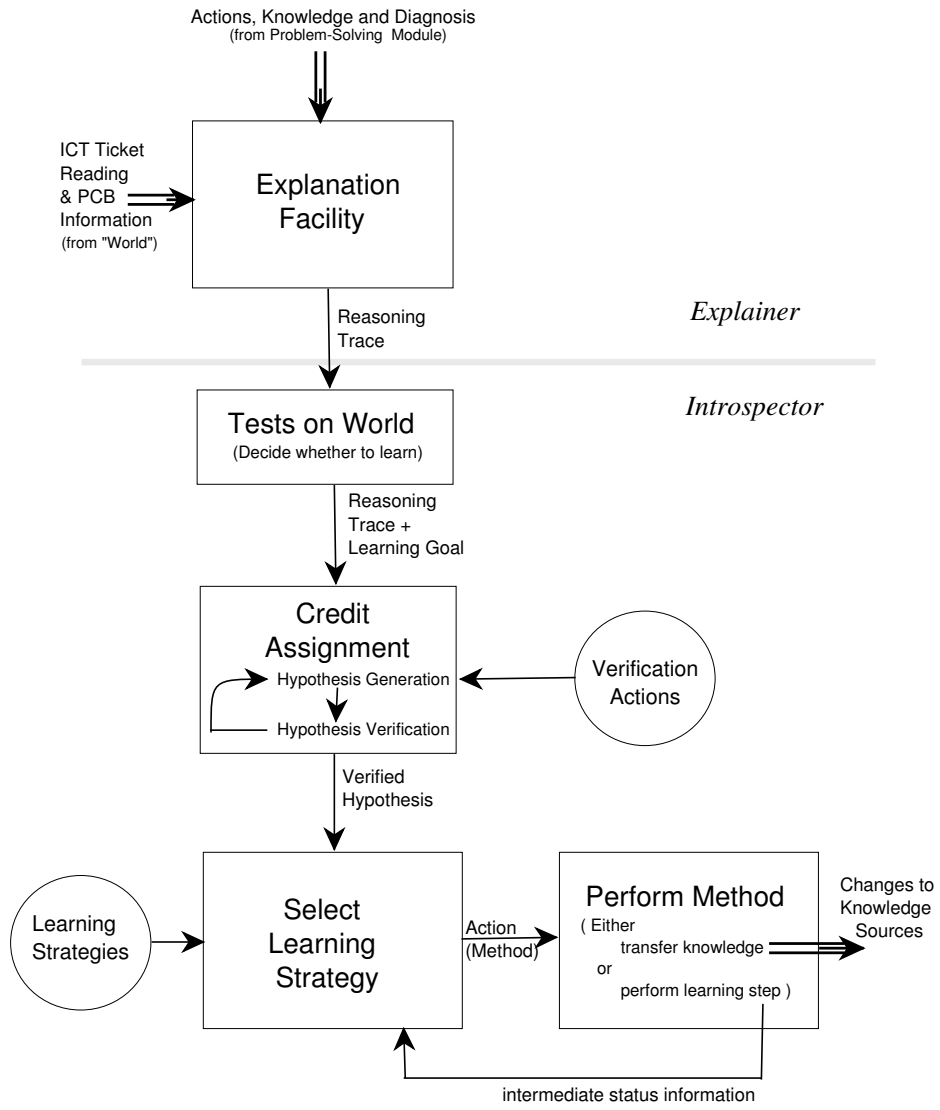 Actions, Knowledge and Diagnosis
(from Problem-Solving Module)
ICT Ticket
Reading
& PCB
Information
(from "World")
Explanation
Facility
Reasoning
Trace
Explainer
Introspector
Tests on World
(Decide whether to learn)
Reasoning
Trace +
Learning Goal
Credit
Assignment
Hypothesis Generation
Hypothesis Verification
Verification
Actions
Verified
Hypothesis
Learning
Strategies
Select
Learning
Strategy
Action
(Method)
Perform Method
( Either
transfer knowledge
or
perform learning step )
Changes to
Knowledge
Sources
intermediate status information